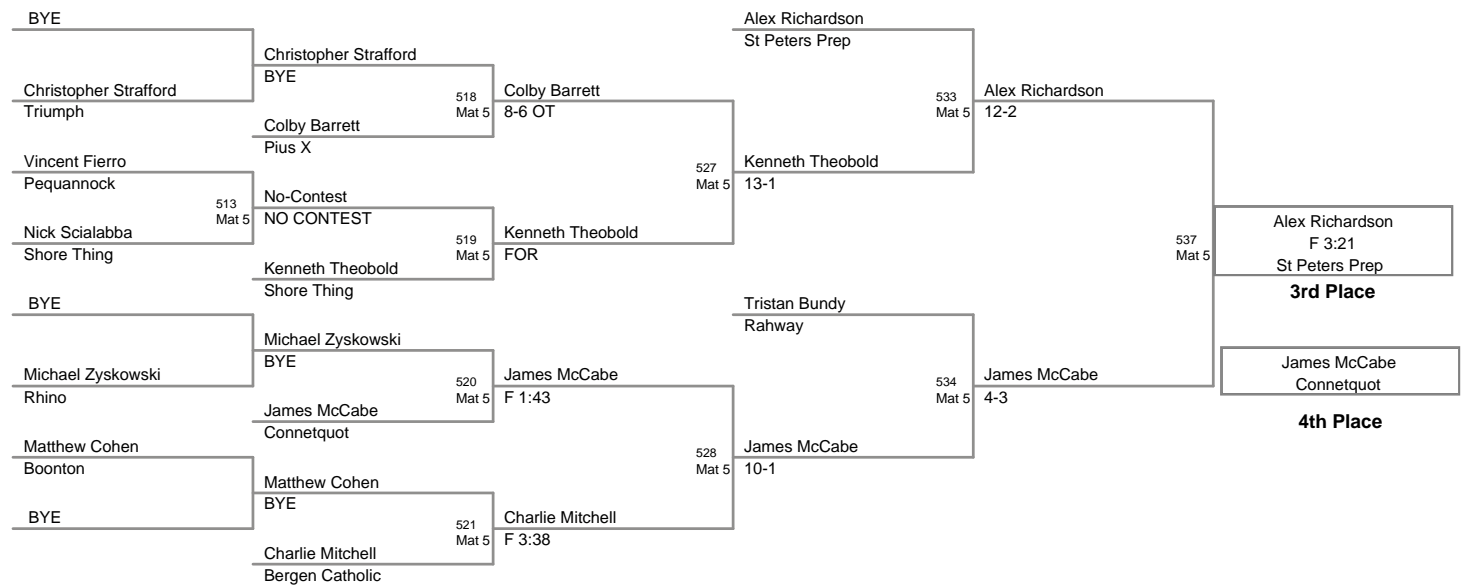 BYE
Christopher Strafford
Triumph
Vincent Fierro
Pequannock
Nick Scialabba
Shore Thing
BYE
Michael Zyskowski
Rhino
Matthew Cohen
Boonton
BYE
Christopher Strafford
BYE
Colby Barrett
Pius X
513
Mat 5
No-Contest
NO CONTEST
Kenneth Theobold
Shore Thing
Michael Zyskowski
BYE
James McCabe
Connetquot
Matthew Cohen
BYE
Charlie Mitchell
Bergen Catholic
518
Mat 5
Colby Barrett
8-6 OT
519
Mat 5
Kenneth Theobold
FOR
520
Mat 5
James McCabe
F 1:43
521
Mat 5
Charlie Mitchell
F 3:38
Alex Richardson
St Peters Prep
527
Mat 5
Kenneth Theobold
13-1
Tristan Bundy
Rahway
528
Mat 5
James McCabe
10-1
533
Mat 5
Alex Richardson
12-2
534
Mat 5
James McCabe
4-3
537
Mat 5
Alex Richardson
F 3:21
St Peters Prep
3rd Place
James McCabe
Connetquot
4th Place